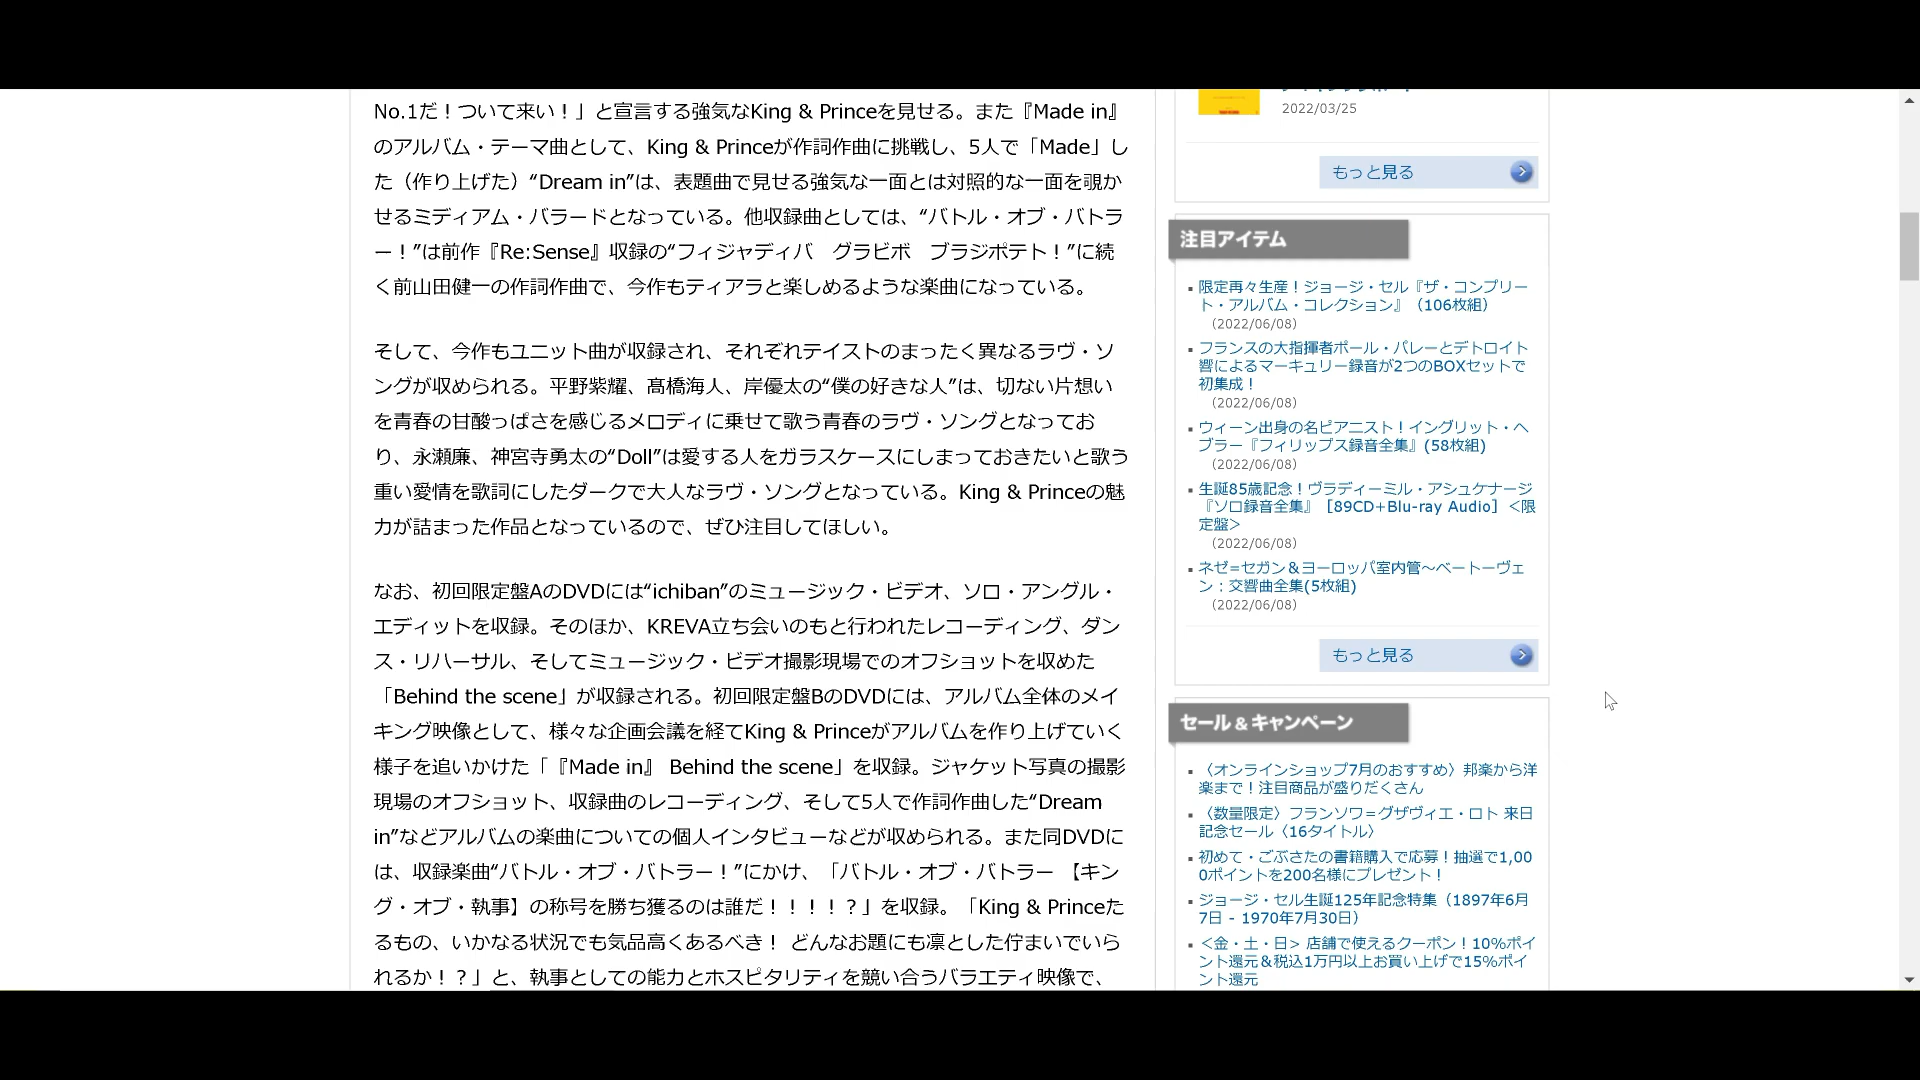 No.1だ！ついて来い！」と宣言する強気なKing & Princeを見せる。また『Made in』
のアルバム・テーマ曲として、King & Princeが作詞作曲に挑戦し、5人で「Made」し
た（作り上げた）“Dream in”は、表題曲で見せる強気な一面とは対照的な一面を覗か
せるミディアム・バラードとなっている。他収録曲としては、“バトル・オブ・バトラ
ー！”は前作『Re:Sense』収録の“フィジャディバ　グラビボ　ブラジポテト！”に続
く前山田健一の作詞作曲で、今作もティアラと楽しめるような楽曲になっている。
そして、今作もユニット曲が収録され、それぞれテイストのまったく異なるラヴ・ソ
ングが収められる。平野紫耀、髙橋海人、岸優太の“僕の好きな人”は、切ない片想い
を青春の甘酸っぱさを感じるメロディに乗せて歌う青春のラヴ・ソングとなってお
り、永瀬廉、神宮寺勇太の“Doll”は愛する人をガラスケースにしまっておきたいと歌う
重い愛情を歌詞にしたダークで大人なラヴ・ソングとなっている。King & Princeの魅
力が詰まった作品となっているので、ぜひ注目してほしい。
なお、初回限定盤AのDVDには“ichiban”のミュージック・ビデオ、ソロ・アングル・
エディットを収録。そのほか、KREVA立ち会いのもと行われたレコーディング、ダン
ス・リハーサル、そしてミュージック・ビデオ撮影現場でのオフショットを収めた
「Behind the scene」が収録される。初回限定盤BのDVDには、アルバム全体のメイ
キング映像として、様々な企画会議を経てKing & Princeがアルバムを作り上げていく
様子を追いかけた「『Made in』 Behind the scene」を収録。ジャケット写真の撮影
現場のオフショット、収録曲のレコーディング、そして5人で作詞作曲した“Dream
in”などアルバムの楽曲についての個人インタビューなどが収められる。また同DVDに
は、収録楽曲“バトル・オブ・バトラー！”にかけ、「バトル・オブ・バトラー 【キン
グ・オブ・執事】の称号を勝ち獲るのは誰だ！！！！？」を収録。「King & Princeた
るもの、いかなる状況でも気品高くあるべき！ どんなお題にも凛とした佇まいでいら
れるか！？」と、執事としての能力とホスピタリティを競い合うバラエティ映像で、
2022/03/25
もっと見る
注目アイテム
限定再々生産！ジョージ・セル『ザ・コンプリー
ト・アルバム・コレクション』（106枚組）
（2022/06/08）
フランスの大指揮者ポール・パレーとデトロイト
響によるマーキュリー録音が2つのBOXセットで
初集成！
（2022/06/08）
ウィーン出身の名ピアニスト！イングリット・ヘ
ブラー『フィリップス録音全集』(58枚組)
（2022/06/08）
生誕85歳記念！ヴラディーミル・アシュケナージ
『ソロ録音全集』［89CD+Blu-ray Audio］＜限
定盤＞
（2022/06/08）
ネゼ=セガン＆ヨーロッパ室内管～ベートーヴェ
ン：交響曲全集(5枚組)
（2022/06/08）
もっと見る
セール＆キャンペーン
〈オンラインショップ7月のおすすめ〉邦楽から洋
楽まで！注目商品が盛りだくさん
〈数量限定〉フランソワ＝グザヴィエ・ロト 来日
記念セール〈16タイトル〉
初めて・ごぶさたの書籍購入で応募！抽選で1,00
0ポイントを200名様にプレゼント！
ジョージ・セル生誕125年記念特集（1897年6月
7日 - 1970年7月30日）
＜金・土・日＞ 店舗で使えるクーポン！10％ポイ
ント還元＆税込1万円以上お買い上げで15％ポイ
ント還元